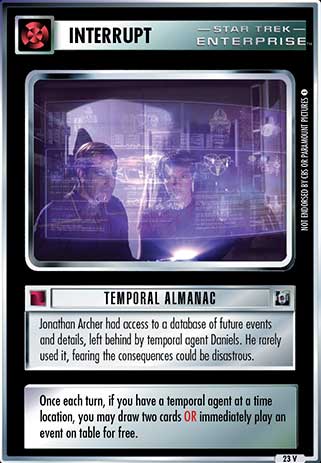 INTERRUPT
STAR TREK
ENTERPRISE™
NOT ENDORSED BY CBS OR PARAMOUNT PICTURES
TEMPORAL ALMANAC
Jonathan Archer had access to a database of future events
and details, left behind by temporal agent Daniels. He rarely
used it, fearing the consequences could be disastrous.
Once each turn, if you have a temporal agent at a time
location, you may draw two cards OR immediately play an
event on table for free.
23 V